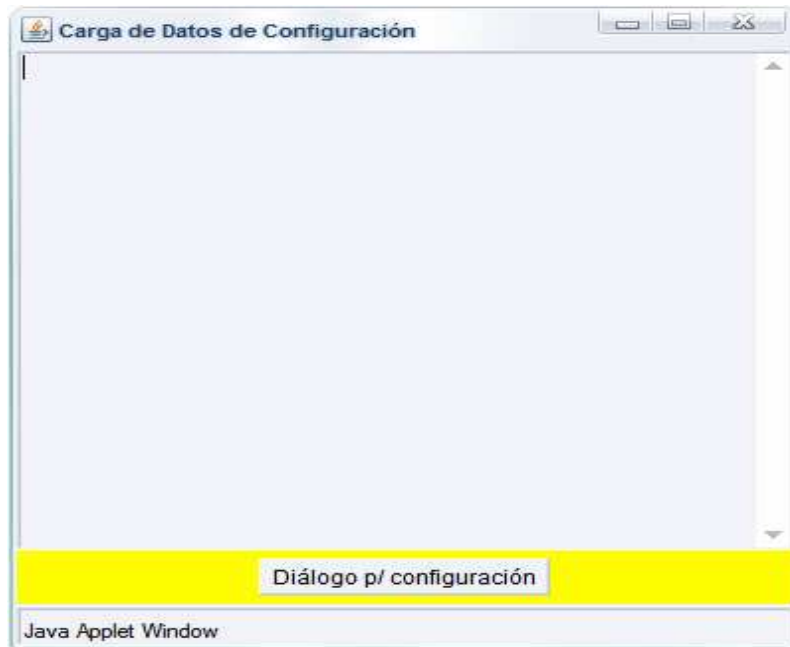 Carga de Datos de Configuración
Diálogo p/ configuración
Java Applet Window